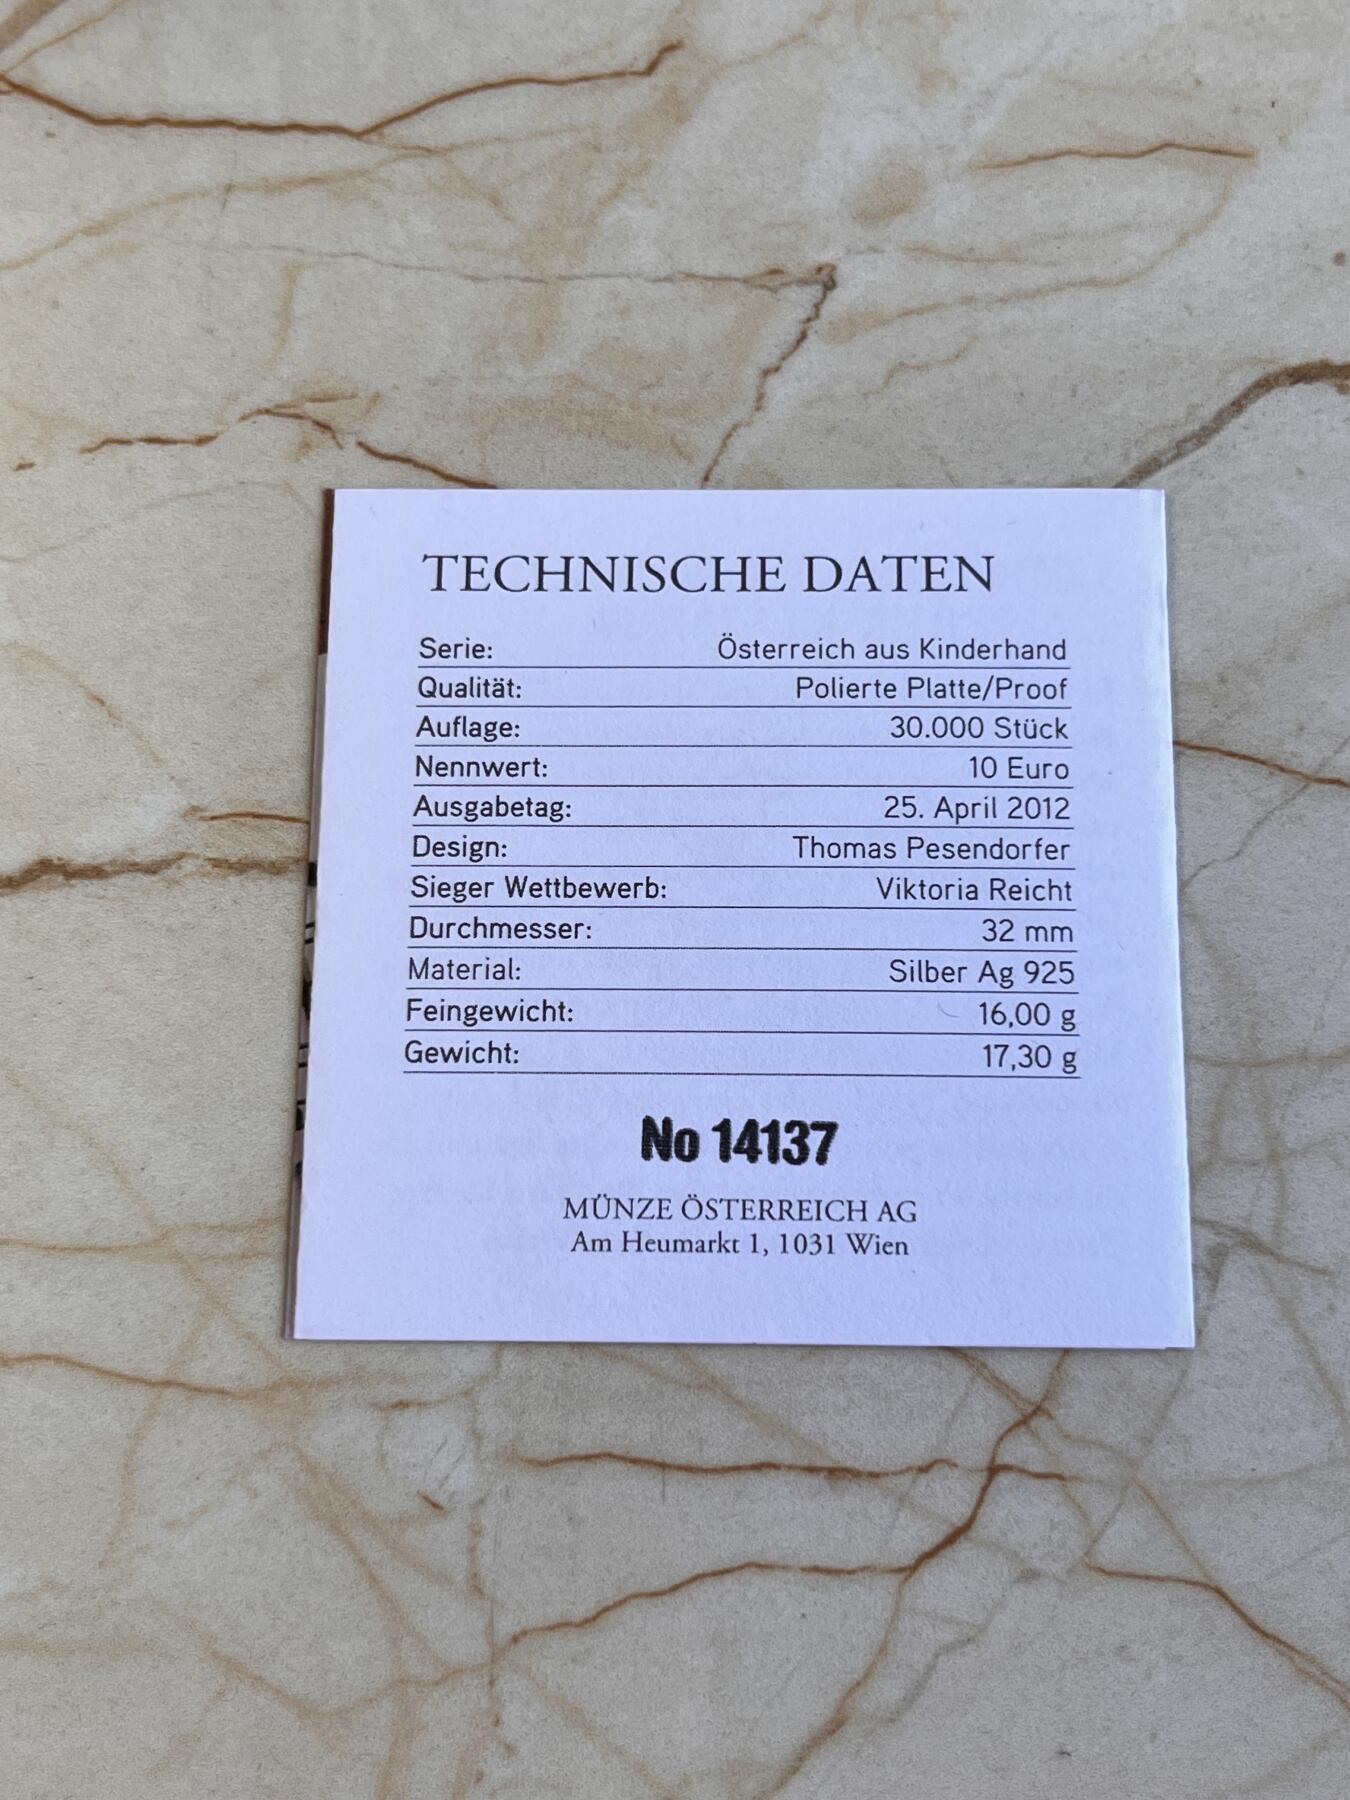 TECHNISCHE DATEN
Serie: Österreich aus Kinderhand
Qualität: Polierte Platte/Proof
Auflage: 30.000 Stück
Nennwert: 10 Euro
Ausgabetag: 25. April 2012
Design: Thomas Pesendorfer
Sieger Wettbewerb: Viktoria Reicht
Durchmesser: 32 mm
Material: Silber Ag 925
Feingewicht: 16,00 g
Gewicht: 17,30 g
No 14137
MÜNZE ÖSTERREICH AG
Am Heumarkt 1, 1031 Wien